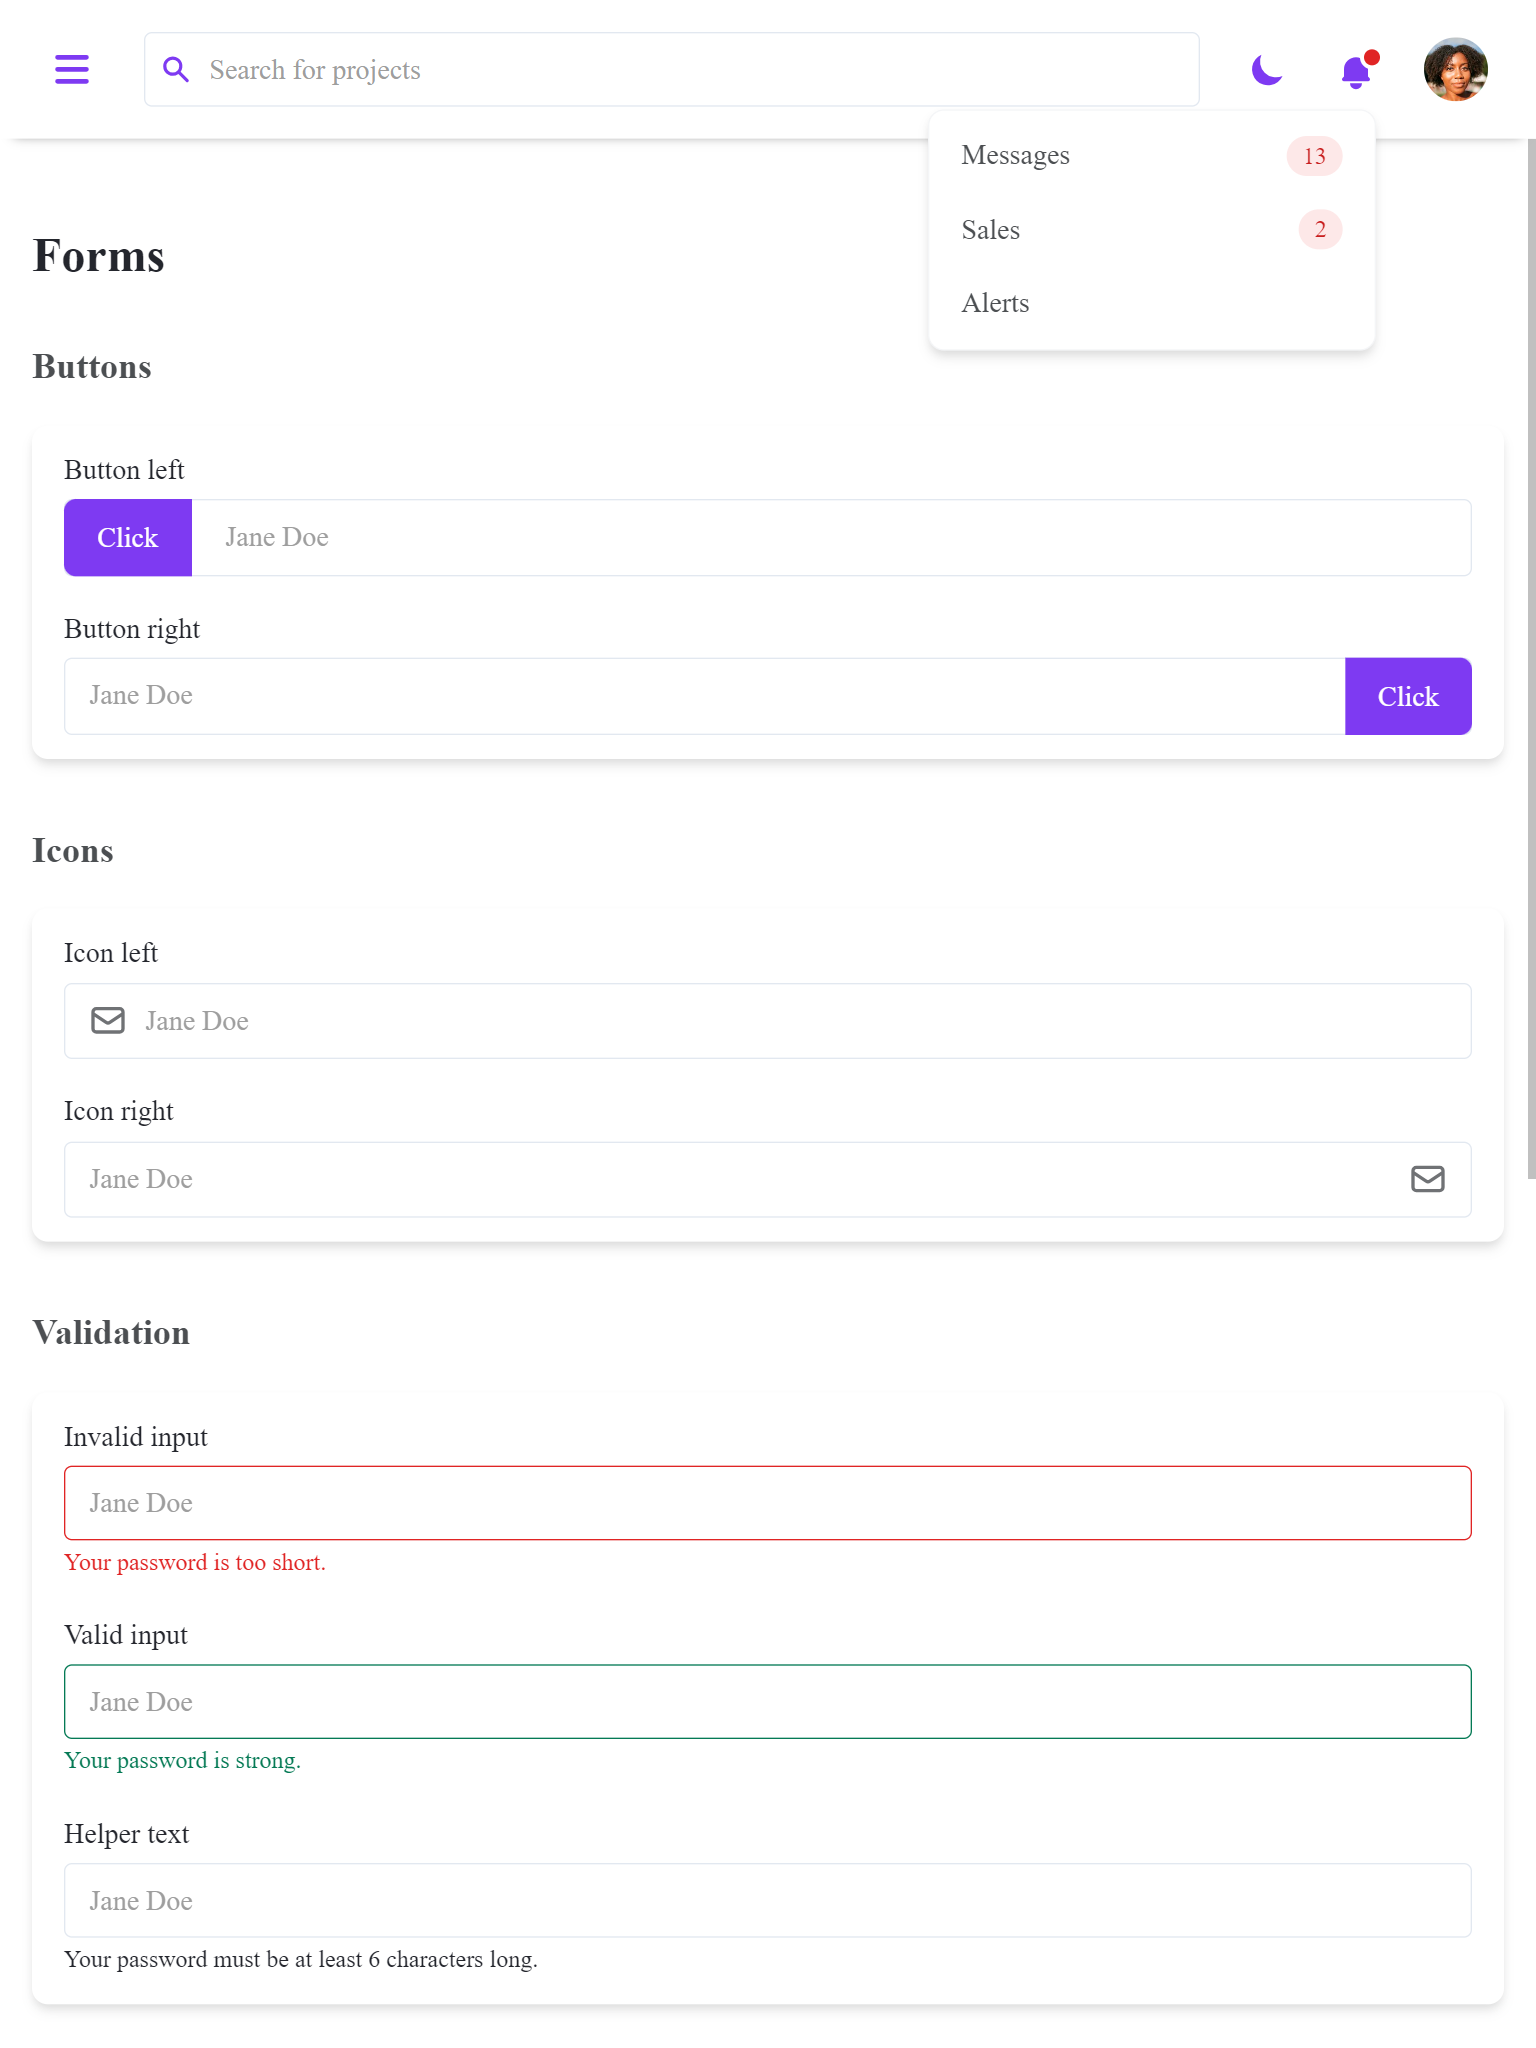 Search for projects
Messages 13
Sales 2
Alerts
Forms
Buttons
Button left
Click Jane Doe
Button right
Jane Doe Click
Icons
Icon left
Jane Doe
Icon right
Jane Doe
Validation
Invalid input
Jane Doe
Your password is too short.
Valid input
Jane Doe
Your password is strong.
Helper text
Jane Doe
Your password must be at least 6 characters long.